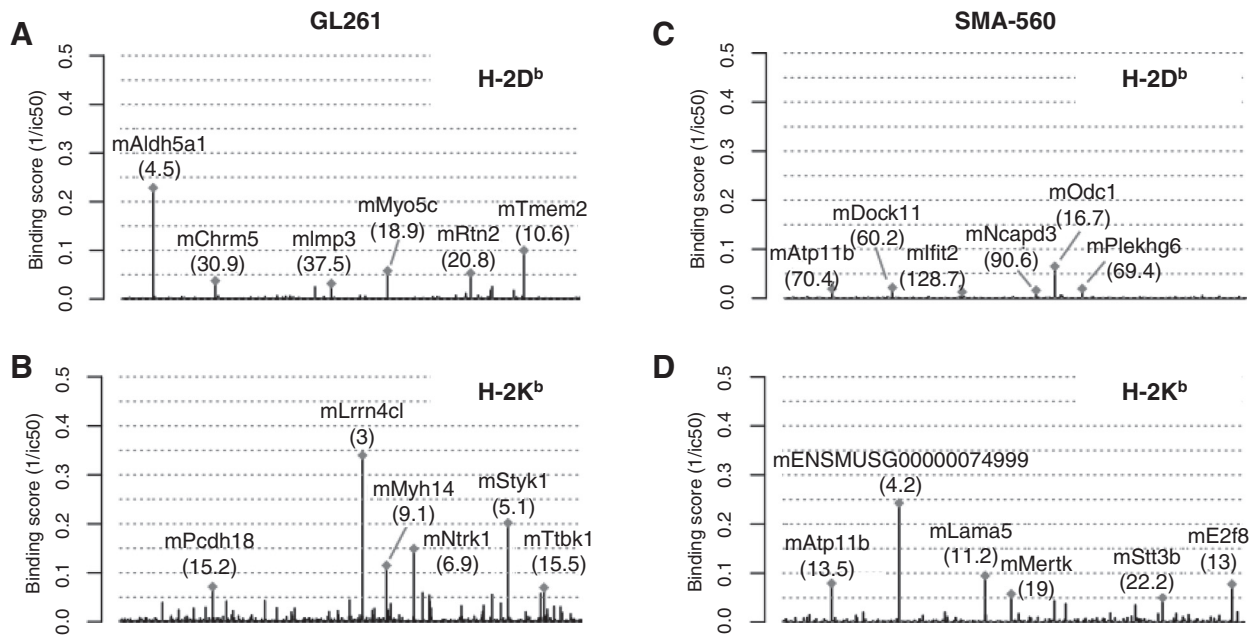 GL261
SMA-560
A
H-2Dᵇ
Binding score (1/ic50)
0.5
0.4
0.3
0.2
0.1
0.0
mAldh5a1
(4.5)
mChrm5
(30.9)
mImp3
(37.5)
mMyo5c
(18.9)
mRtn2
(20.8)
mTmem2
(10.6)
C
H-2Dᵇ
Binding score (1/ic50)
0.5
0.4
0.3
0.2
0.1
0.0
mAtp11b
(70.4)
mDock11
(60.2)
mIfit2
(128.7)
mNcapd3
(90.6)
mOdc1
(16.7)
mPlekhg6
(69.4)
B
H-2Kᵇ
Binding score (1/ic50)
0.5
0.4
0.3
0.2
0.1
0.0
mPcdh18
(15.2)
mLrrn4cl
(3)
mMyh14
(9.1)
mNtrk1
(6.9)
mStyk1
(5.1)
mTtbk1
(15.5)
D
H-2Kᵇ
Binding score (1/ic50)
0.5
0.4
0.3
0.2
0.1
0.0
mAtp11b
(13.5)
mENSMUSG00000074999
(4.2)
mLama5
(11.2)
mMertk
(19)
mStt3b
(22.2)
mE2f8
(13)